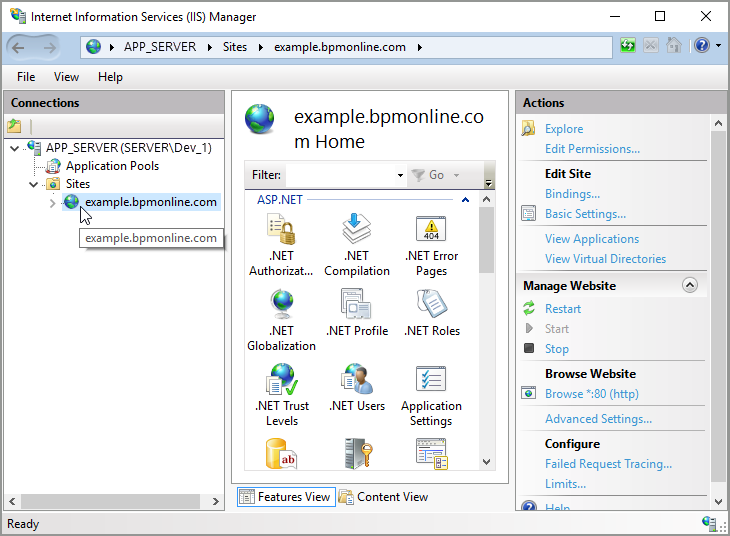 Internet Information Services (IIS) Manager
APP_SERVER Sites example.bpmonline.com
File View Help
Connections
APP_SERVER (SERVER\Dev_1)
Application Pools
Sites
example.bpmonline.com
example.bpmonline.com
example.bpmonline.co
m Home
Filter: Go
ASP.NET
.NET
Authorizat...
.NET
Compilation
.NET Error
Pages
404
.NET
Globalization
.NET Profile
.NET Roles
.NET Trust
Levels
.NET Users
Application
Settings
ab
Features View
Content View
Actions
Explore
Edit Permissions...
Edit Site
Bindings...
Basic Settings...
View Applications
View Virtual Directories
Manage Website
Restart
Start
Stop
Browse Website
Browse *:80 (http)
Advanced Settings...
Configure
Failed Request Tracing...
Limits...
Help
Ready